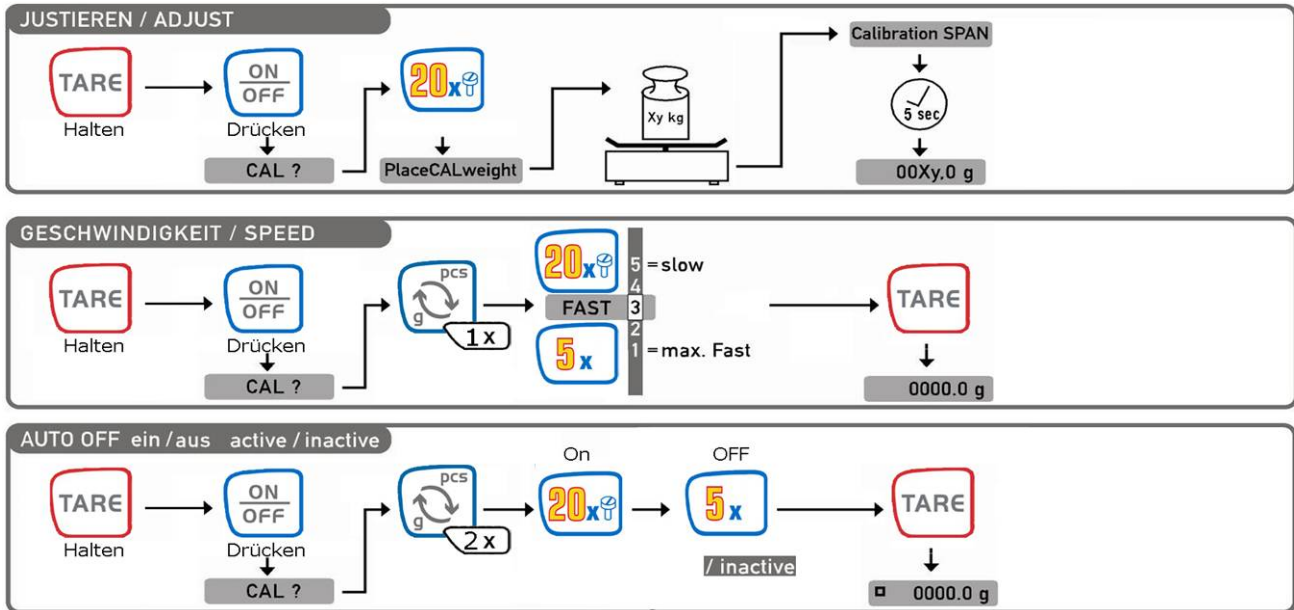 JUSTIEREN / ADJUST
TARE
Halten
ON
OFF
Drücken
CAL ?
20x
PlaceCALweight
Xy kg
Calibration SPAN
5 sec
00Xy,0 g
GESCHWINDIGKEIT / SPEED
TARE
Halten
ON
OFF
Drücken
CAL ?
pcs
g
1x
20x
5 =slow
4
FAST 3
2
5x
1 =max. Fast
TARE
0000.0 g
AUTO OFF ein / aus active / inactive
TARE
Halten
ON
OFF
Drücken
CAL ?
pcs
g
2x
On
20x
OFF
5x
/ inactive
TARE
0000.0 g